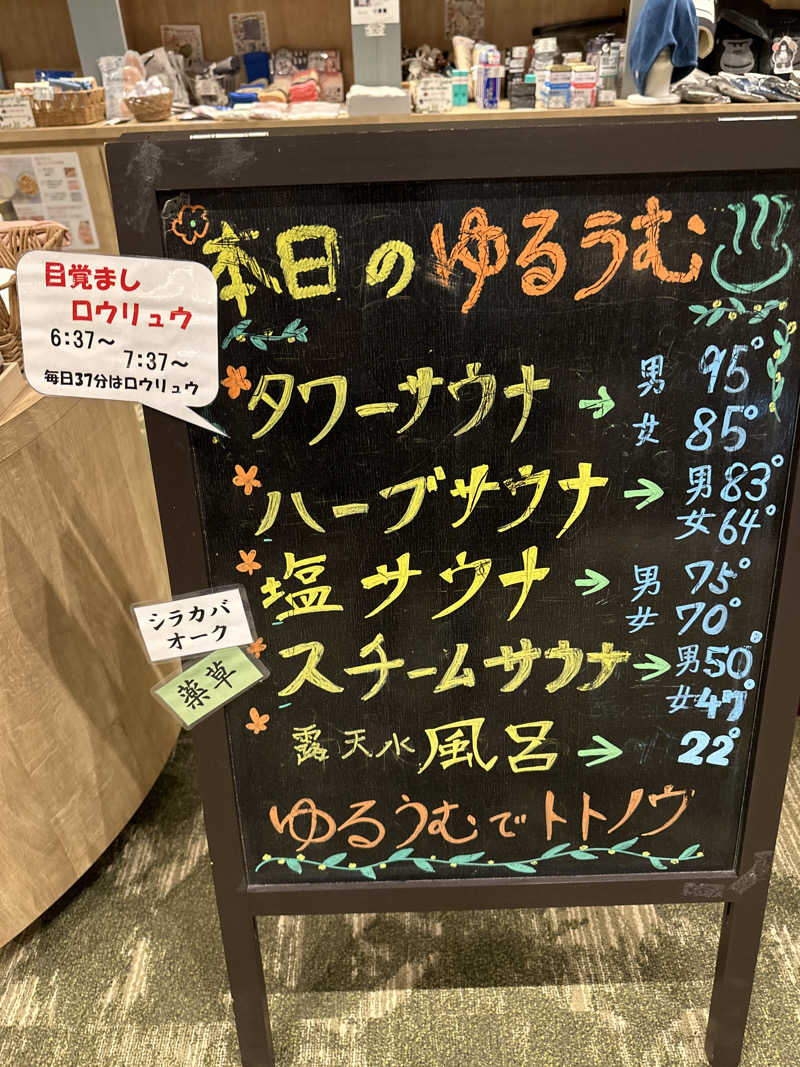 本日のゆるうむ
目覚まし
ロウリュウ
6:37~
7:37~
毎日37分はロウリュウ
タワーサウナ → 男 95°
女 85°
ハーブサウナ → 男 83°
女 64°
塩サウナ → 男 75°
女 70°
シラカバ
オーク
スチームサウナ → 男 50°
女 47°
薬草
露天水風呂 → 22°
ゆるうむでトトノウ